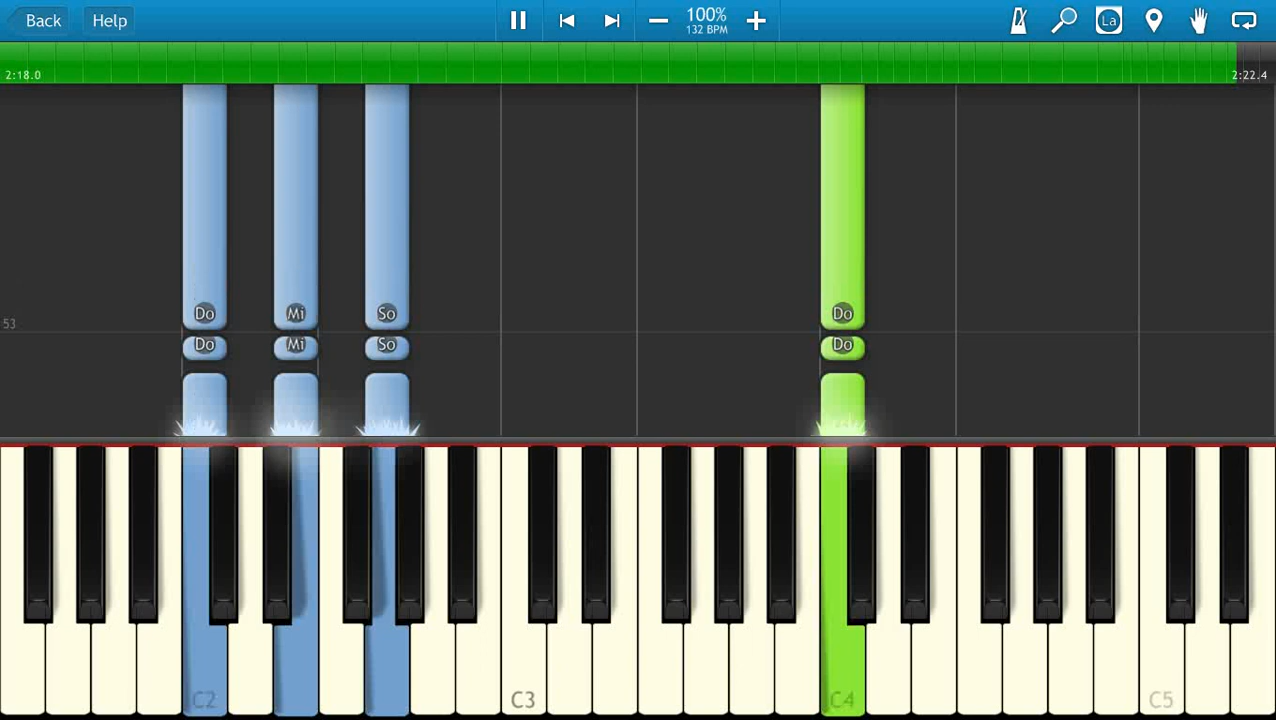 Back Help 100% La
132 BPM
2:18.0 2:22.4
Do Mi So Do
53
Do Mi So Do
C2 C3 C4 C5